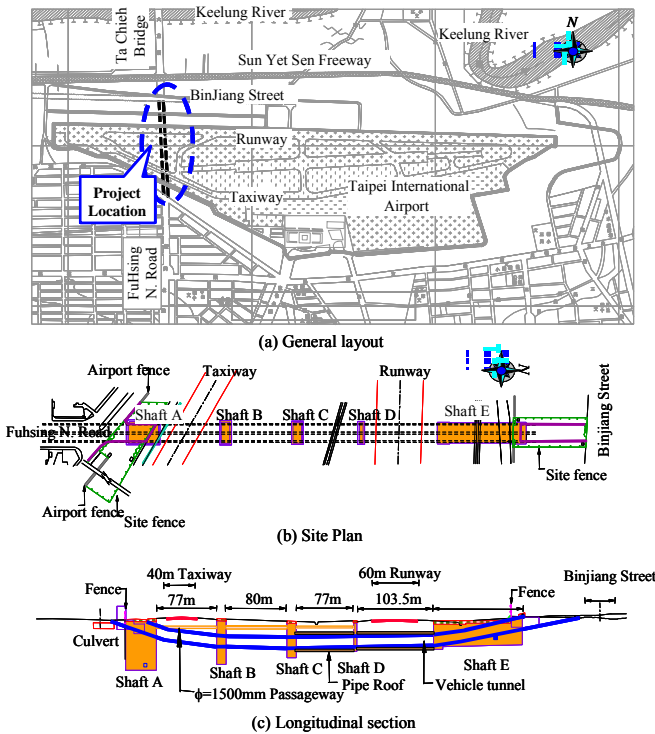 Keelung River
Ta Chieh
Bridge
Keelung River
N
Sun Yet Sen Freeway
BinJiang Street
Runway
Project
Location
Taxiway
Taipei International
Airport
FuHsing
N. Road
(a) General layout
Airport fence
Taxiway
Runway
Shaft A
Shaft B
Shaft C
Shaft D
Shaft E
Fuhsing N. Road
Binjiang Street
Site fence
Airport fence
Site fence
(b) Site Plan
40m Taxiway
60m Runway
Binjiang Street
Fence
77m
80m
77m
103.5m
Fence
Culvert
Shaft A
Shaft B
Shaft C
Shaft D
Shaft E
Pipe Roof
Vehicle tunnel
ϕ=1500mm Passageway
(c) Longitudinal section